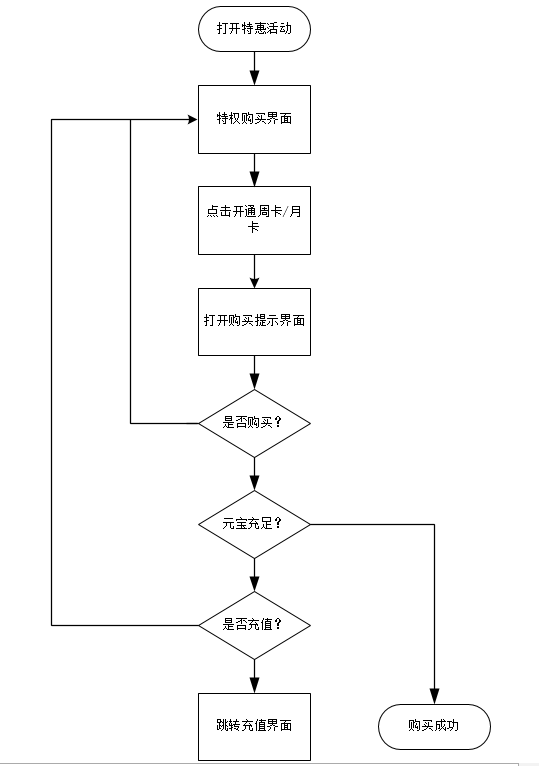 打开特惠活动
特权购买界面
点击开通周卡/月
卡
打开购买提示界面
是否购买？
元宝充足？
是否充值？
跳转充值界面
购买成功